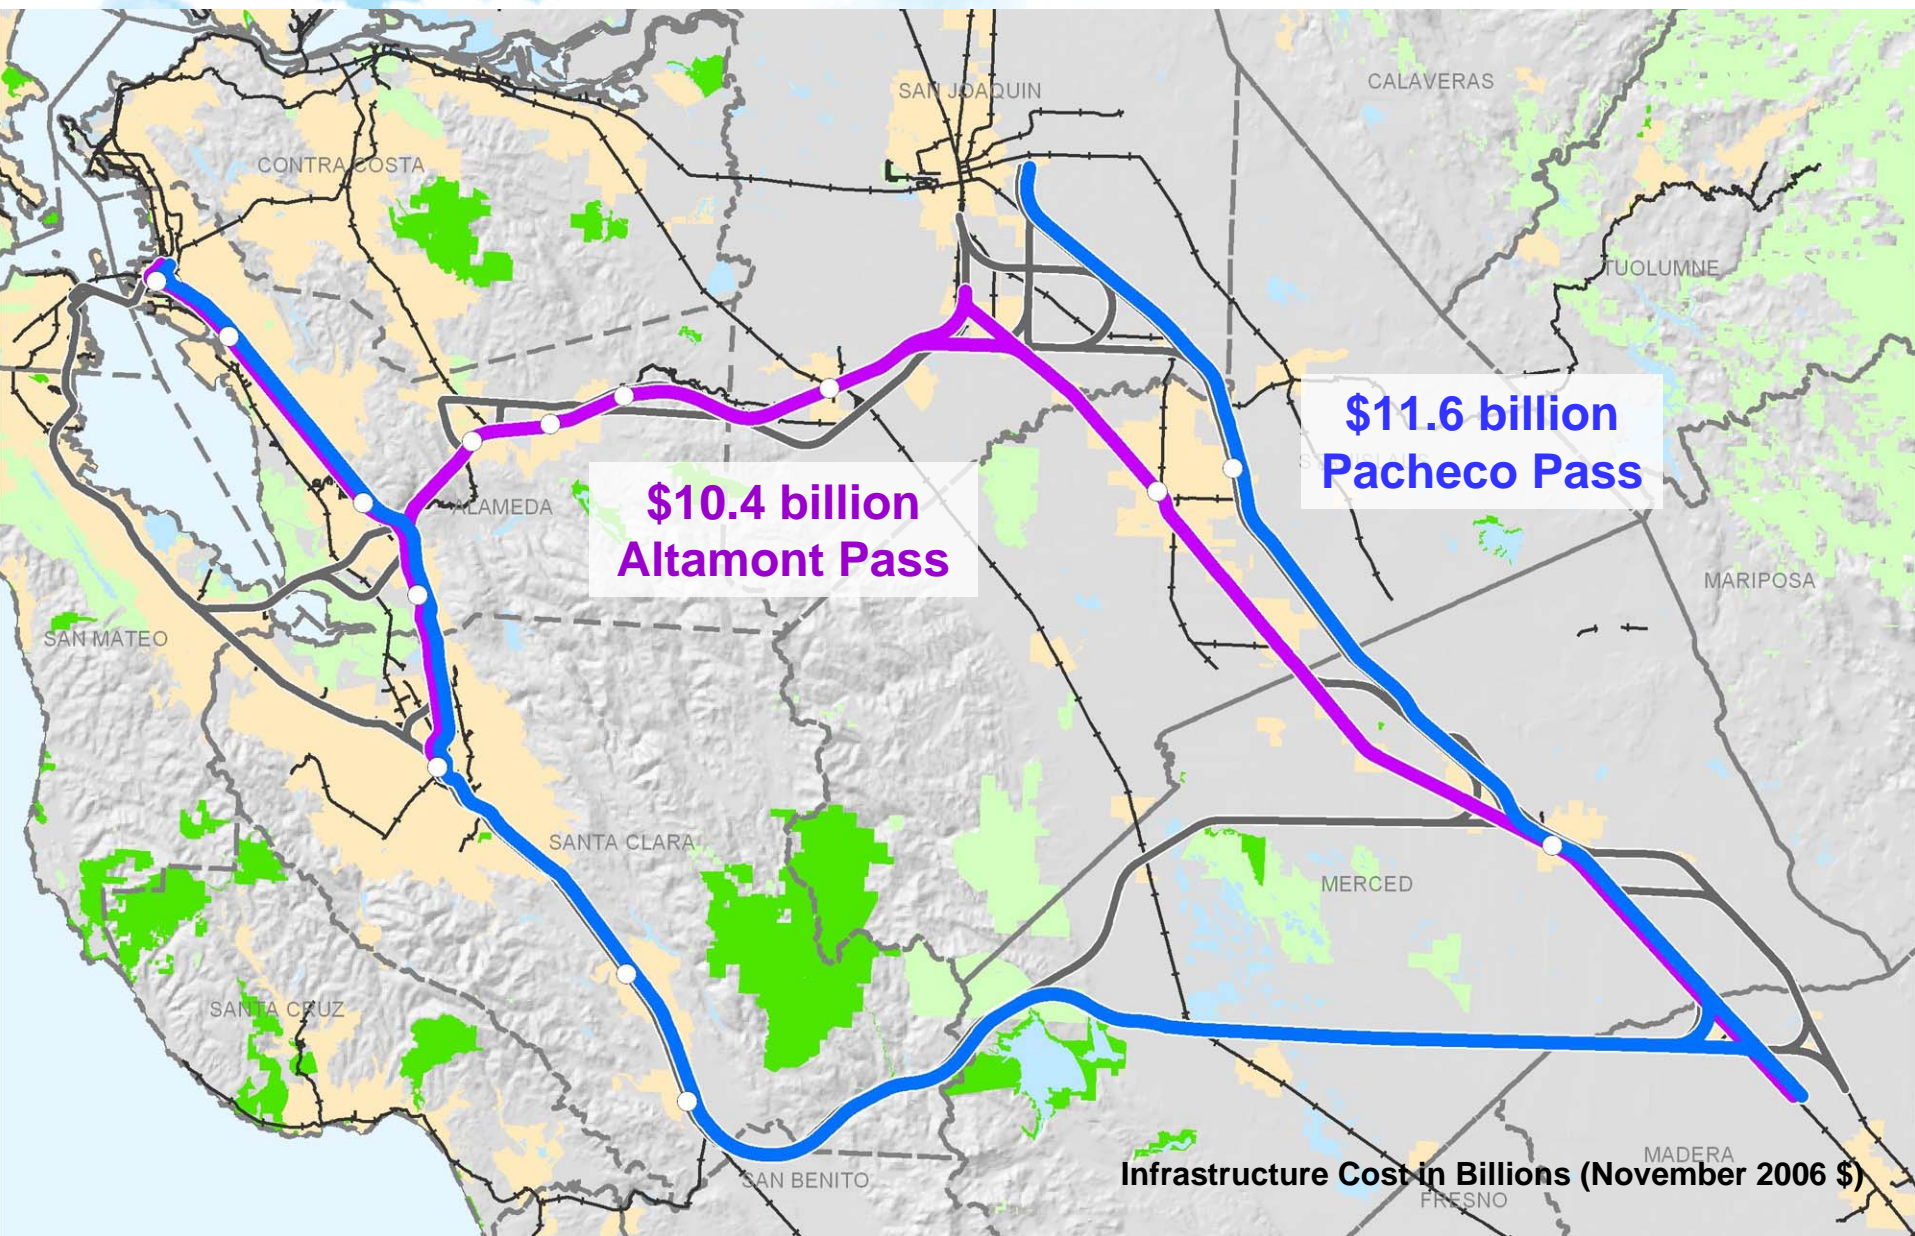 CALAVERAS
SAN JOAQUIN
CONTRA COSTA
TUOLUMNE
$11.6 billion
Pacheco Pass
STANISLAUS
$10.4 billion
Altamont Pass
ALAMEDA
MARIPOSA
SAN MATEO
SANTA CLARA
MERCED
SANTA CRUZ
MADERA
Infrastructure Cost in Billions (November 2006 $)
SAN BENITO
FRESNO